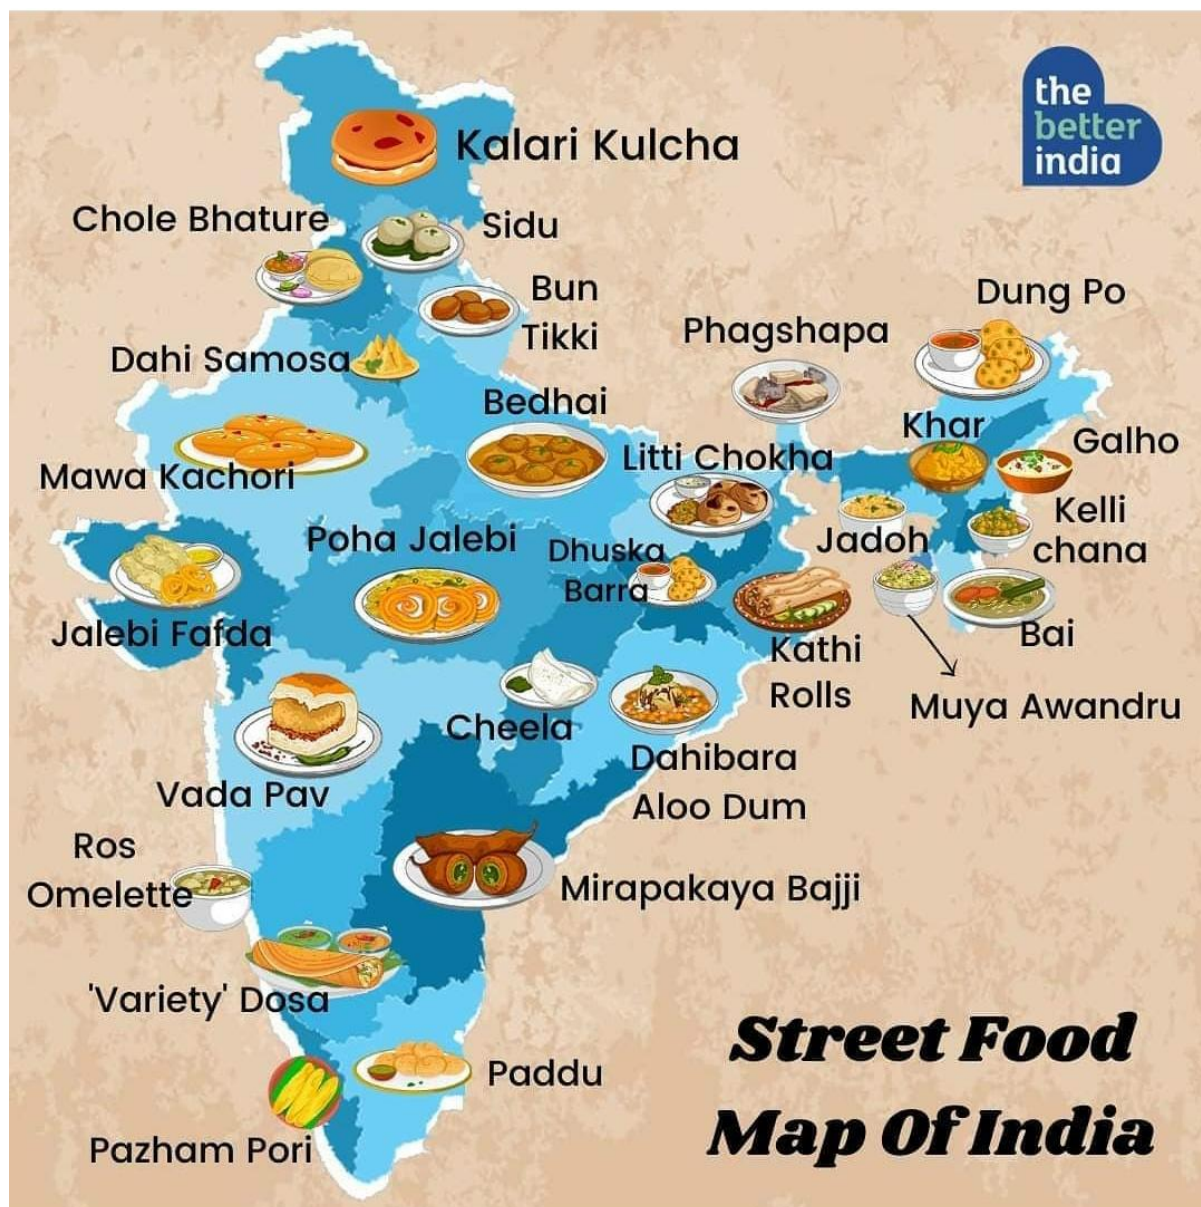 the
better
india
Kalari Kulcha
Chole Bhature
Sidu
Bun
Tikki
Dung Po
Phagshapa
Dahi Samosa
Bedhai
Khar
Galho
Litti Chokha
Mawa Kachori
Kelli
chana
Poha Jalebi
Dhuska
Barra
Jadoh
Jalebi Fafda
Kathi
Rolls
Bai
Muya Awandru
Cheela
Dahibara
Aloo Dum
Vada Pav
Ros
Omelette
Mirapakaya Bajji
'Variety' Dosa
Paddu
Pazham Pori
Street Food
Map Of India